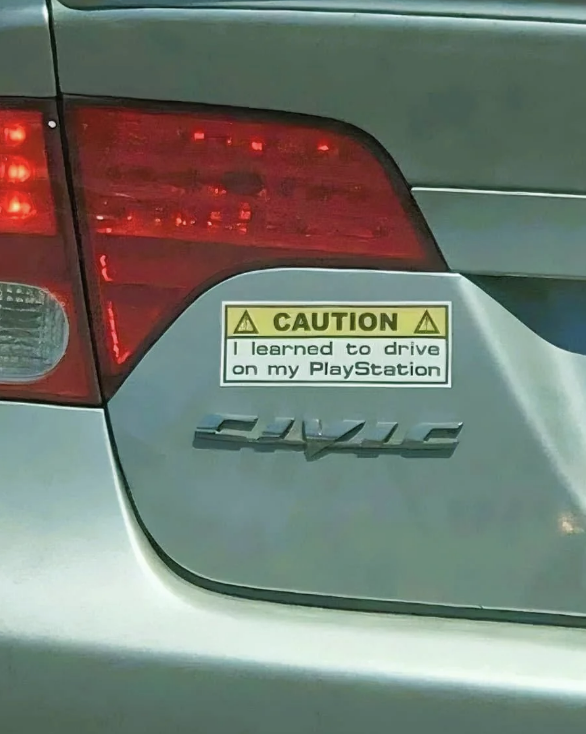 CAUTION
I learned to drive
on my PlayStation
CIVIC